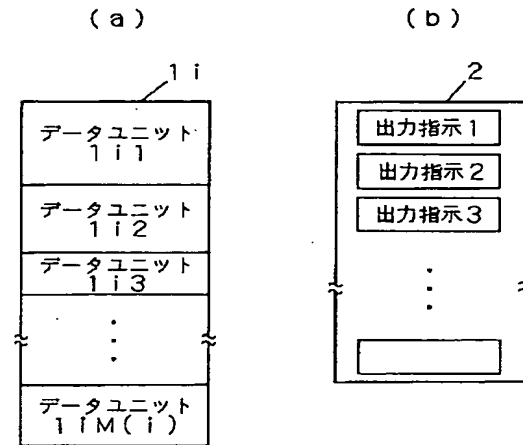 (a)
1i
データユニット
1i1
データユニット
1i2
データユニット
1i3
データユニット
1iM(i)
(b)
2
出力指示1
出力指示2
出力指示3